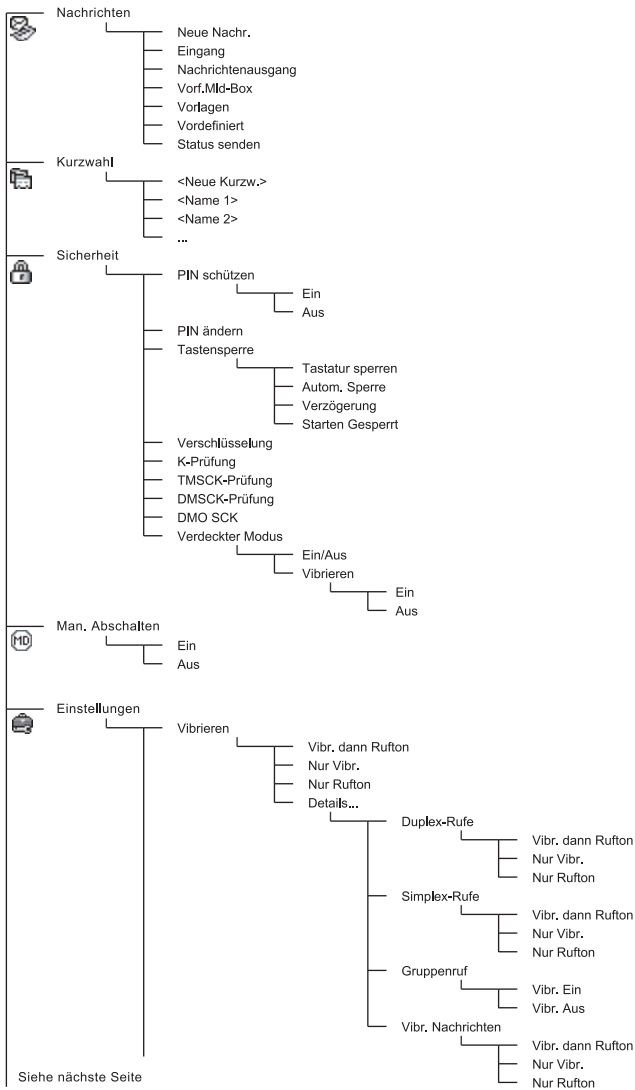 Nachrichten
Neue Nachr.
Eingang
Nachrichtenausgang
Vorf.Mld-Box
Vorlagen
Vordefiniert
Status senden
Kurzwahl
<Neue Kurzw.>
<Name 1>
<Name 2>
...
Sicherheit
PIN schützen
Ein
Aus
PIN ändern
Tastensperre
Tastatur sperren
Autom. Sperre
Verzögerung
Starten Gesperrt
Verschlüsselung
K-Prüfung
TMSCK-Prüfung
DMSCK-Prüfung
DMO SCK
Verdeckter Modus
Ein/Aus
Vibrieren
Ein
Aus
MD
Man. Abschalten
Ein
Aus
Einstellungen
Vibrieren
Vibr. dann Rufton
Nur Vibr.
Nur Rufton
Details...
Duplex-Rufe
Vibr. dann Rufton
Nur Vibr.
Nur Rufton
Simplex-Rufe
Vibr. dann Rufton
Nur Vibr.
Nur Rufton
Gruppenruf
Vibr. Ein
Vibr. Aus
Vibr. Nachrichten
Vibr. dann Rufton
Nur Vibr.
Nur Rufton
Siehe nächste Seite